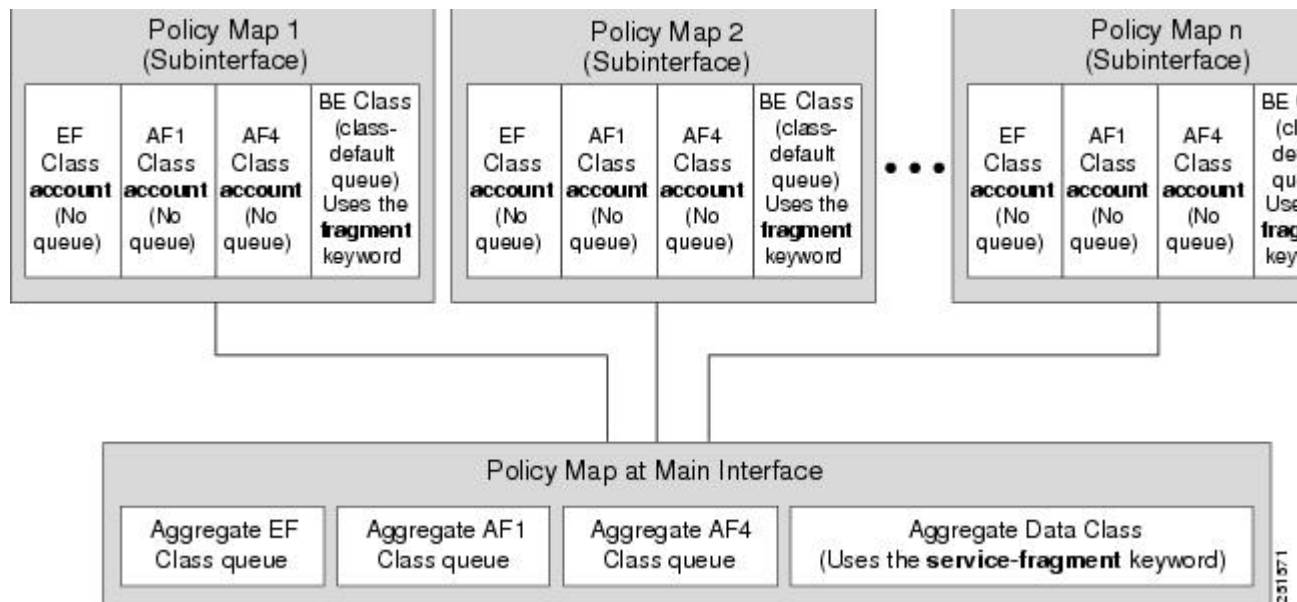 Policy Map 1
(Subinterface)
EF
Class
account
(No
queue)
AF1
Class
account
(No
queue)
AF4
Class
account
(No
queue)
BE Class
(class-
default
queue)
Uses the
fragment
keyword
Policy Map 2
(Subinterface)
EF
Class
account
(No
queue)
AF1
Class
account
(No
queue)
AF4
Class
account
(No
queue)
BE Class
(class-
default
queue)
Uses the
fragment
keyword
Policy Map n
(Subinterface)
EF
Class
account
(No
queue)
AF1
Class
account
(No
queue)
AF4
Class
account
(No
queue)
BE
Policy Map at Main Interface
Aggregate EF
Class queue
Aggregate AF1
Class queue
Aggregate AF4
Class queue
Aggregate Data Class
(Uses the service-fragment keyword)
251571